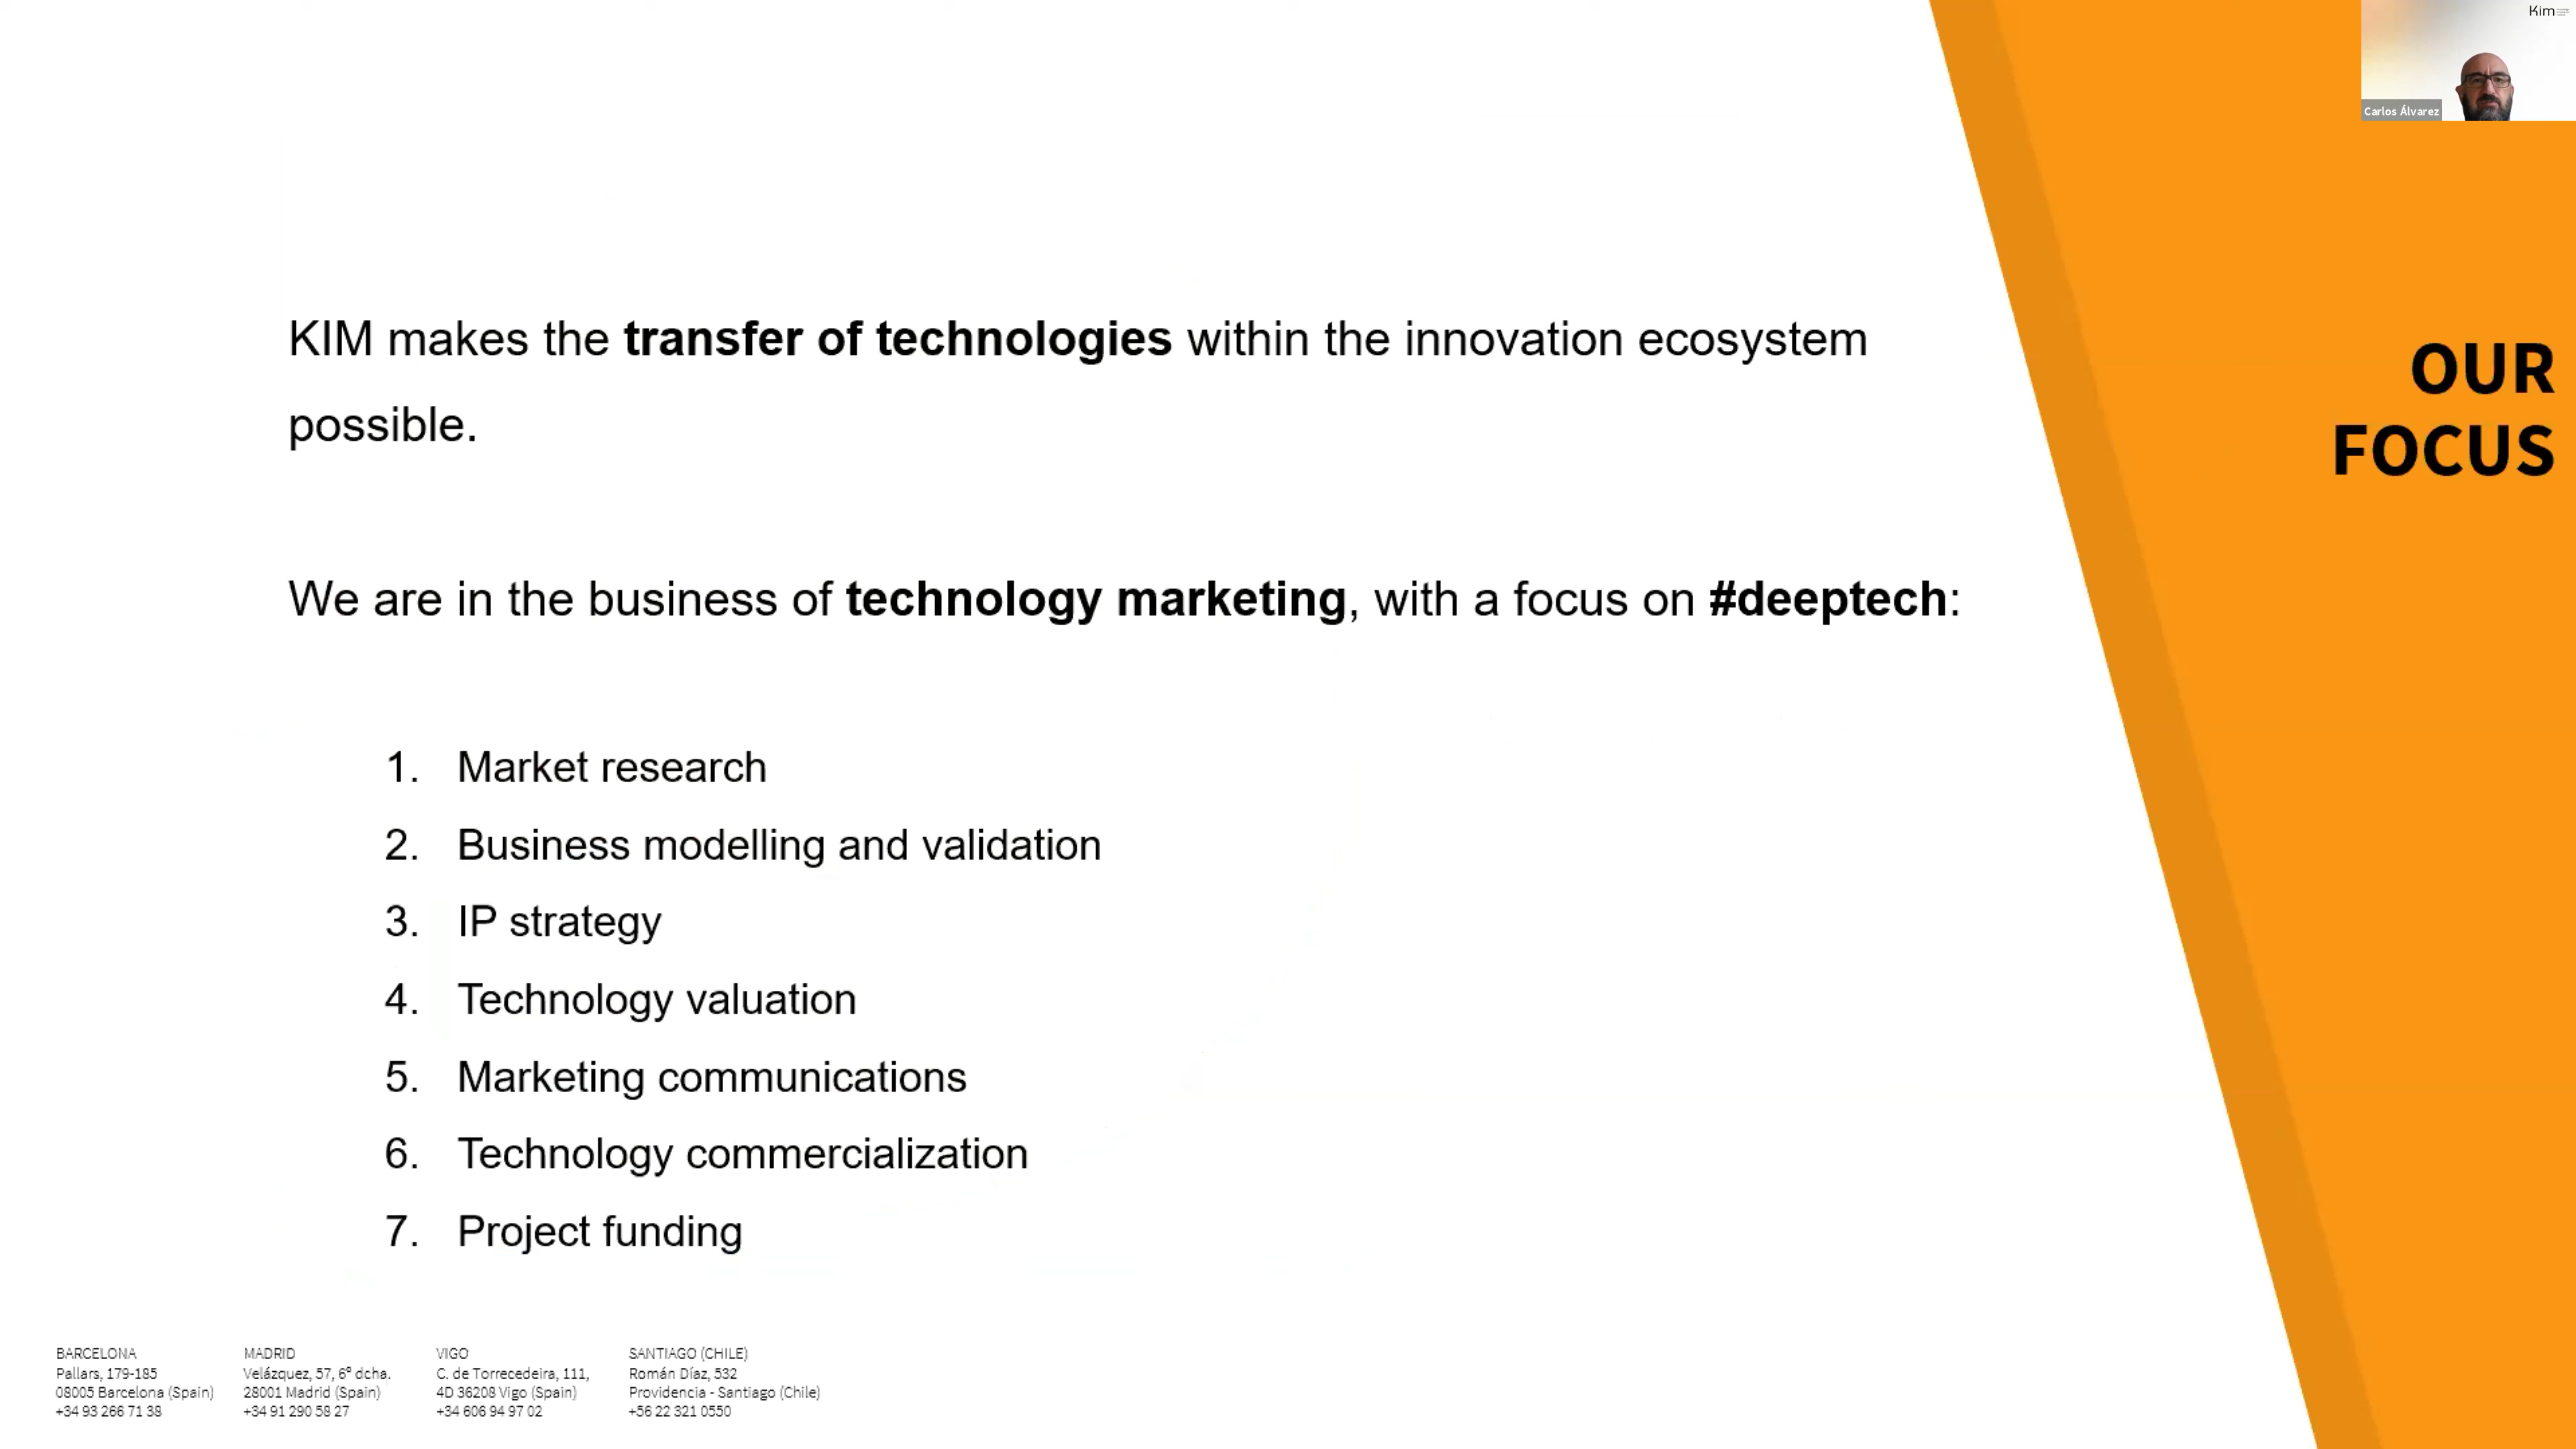 Kim
Carlos Álvarez
OUR
FOCUS
KIM makes the transfer of technologies within the innovation ecosystem
possible.
We are in the business of technology marketing, with a focus on #deeptech:
1. Market research
2. Business modelling and validation
3. IP strategy
4. Technology valuation
5. Marketing communications
6. Technology commercialization
7. Project funding
BARCELONA
Pallars, 179-185
08005 Barcelona (Spain)
+34 93 266 71 38
MADRID
Velázquez, 57, 6º dcha.
28001 Madrid (Spain)
+34 91 290 58 27
VIGO
C. de Torrecedeira, 111,
4D 36208 Vigo (Spain)
+34 606 94 97 02
SANTIAGO (CHILE)
Román Díaz, 532
Providencia - Santiago (Chile)
+56 22 321 0550